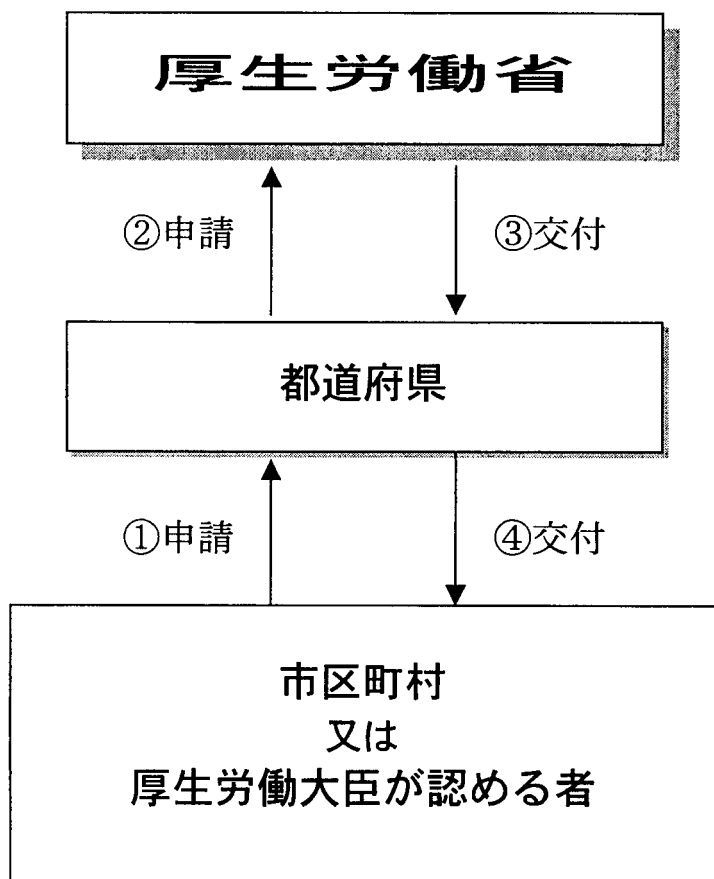 厚生労働省
②申請
③交付
都道府県
①申請
④交付
市区町村
又は
厚生労働大臣が認める者